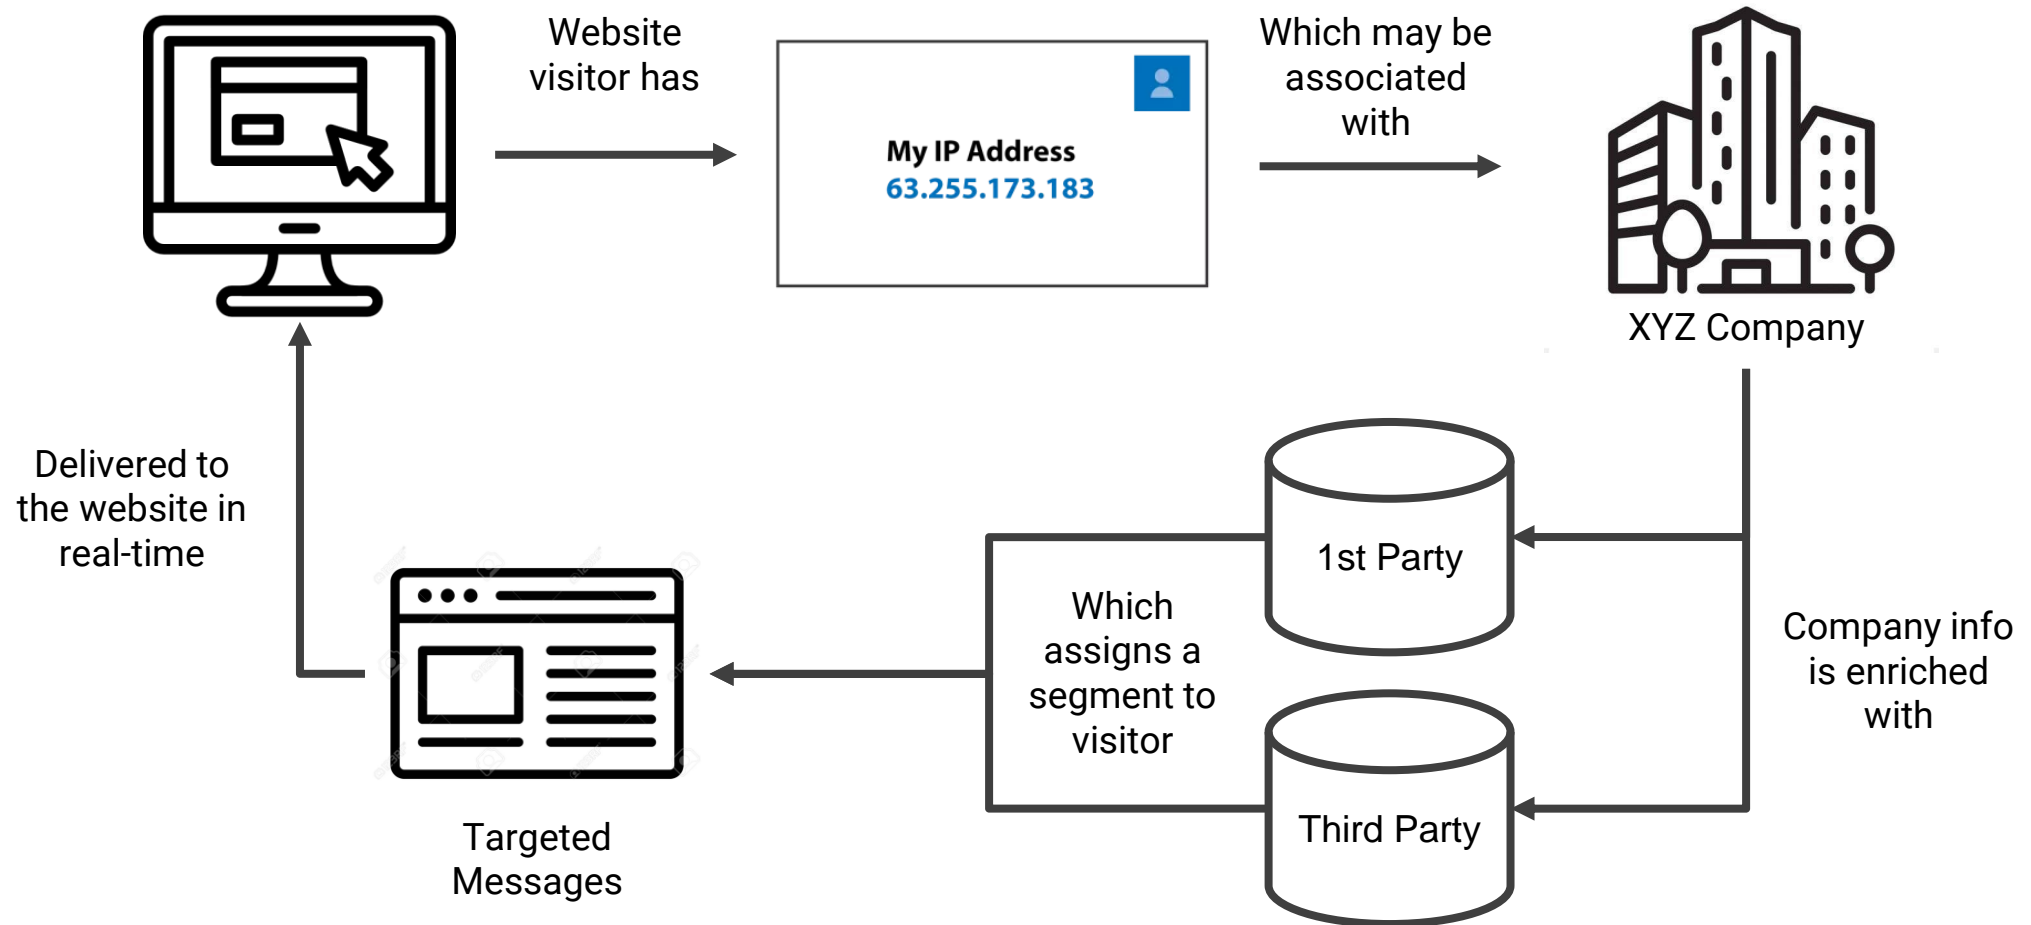 Website
visitor has
My IP Address
63.255.173.183
Which may be
associated
with
XYZ Company
Company info
is enriched
with
1st Party
Third Party
Which
assigns a
segment to
visitor
Targeted
Messages
Delivered to
the website in
real-time